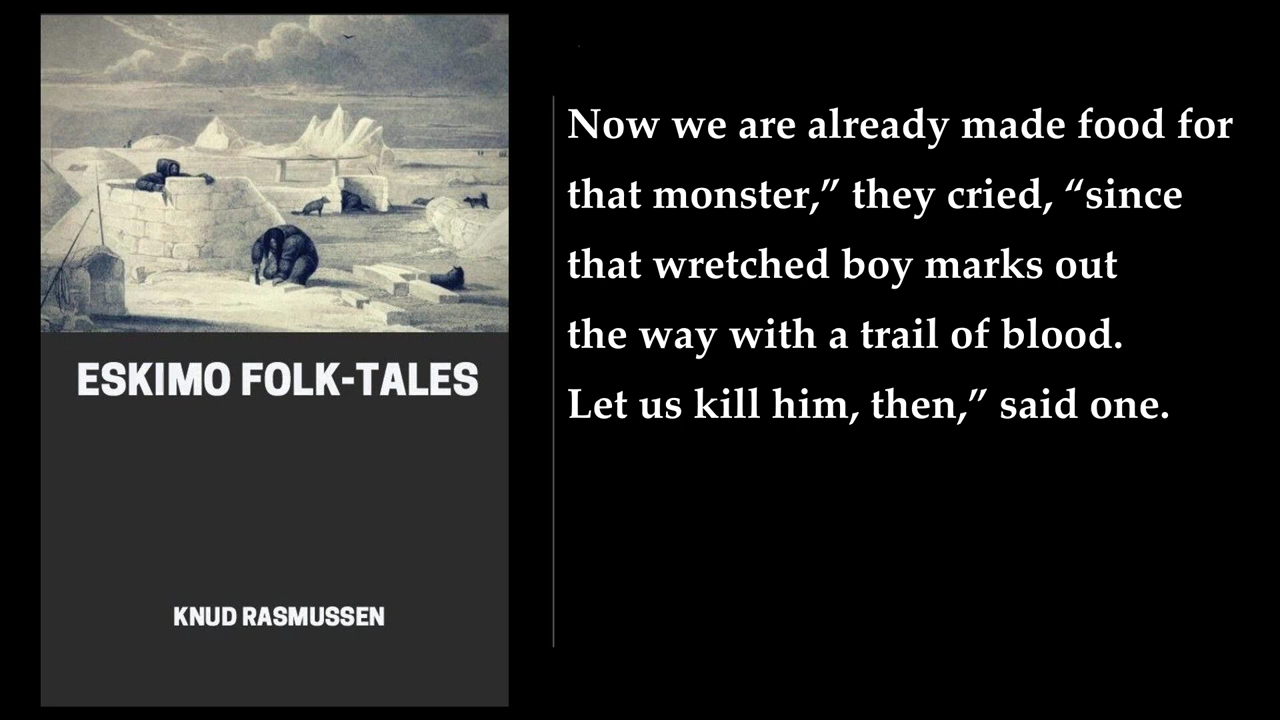 ESKIMO FOLK-TALES
KNUD RASMUSSEN
Now we are already made food for
that monster,” they cried, “since
that wretched boy marks out
the way with a trail of blood.
Let us kill him, then,” said one.